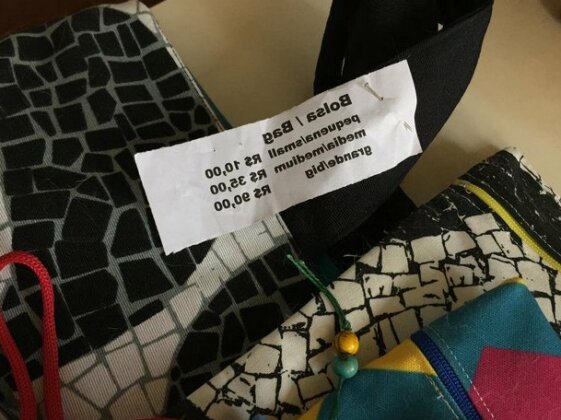 Bolsa / Bag
pequena/small R$ 10,00
media/medium R$ 35,00
grande/big R$ 90,00